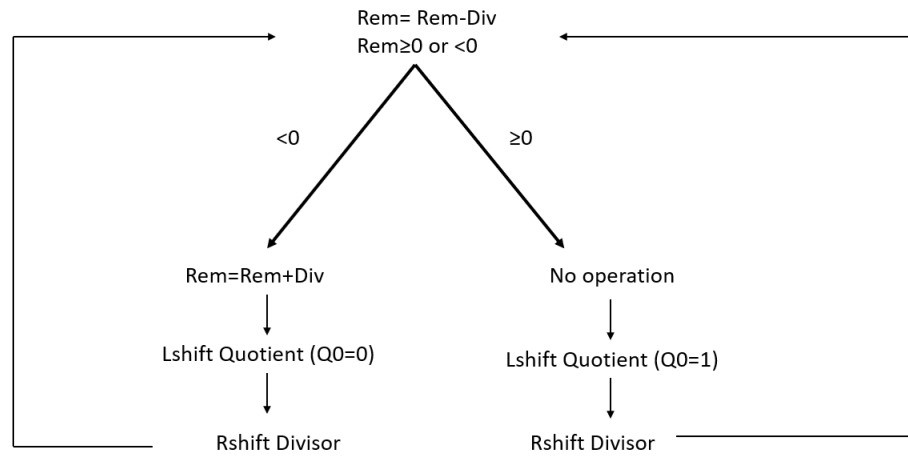 Rem= Rem-Div
Rem≥0 or <0
<0
≥0
Rem=Rem+Div
No operation
Lshift Quotient (Q0=0)
Lshift Quotient (Q0=1)
Rshift Divisor
Rshift Divisor